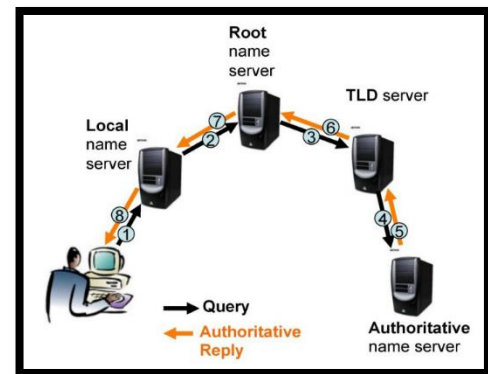 Root
name
server
TLD server
Local
name
server
7
6
2
3
8
1
4
5
Query
Authoritative
Reply
Authoritative
name server